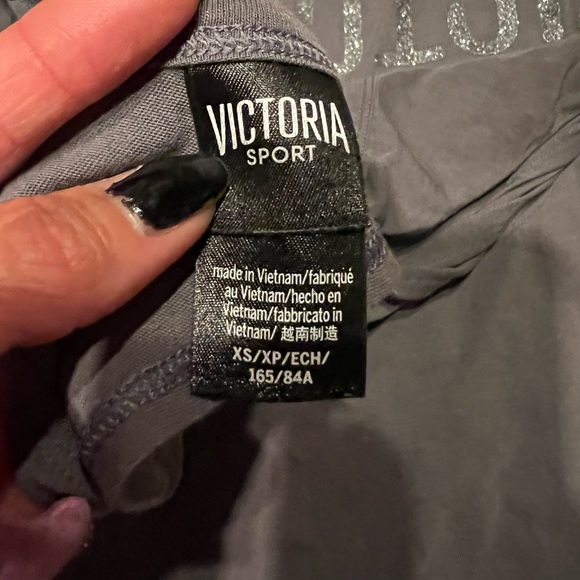 VICTORIA
SPORT
made in Vietnam/fabriqué
au Vietnam/hecho en
Vietnam/fabbricato in
Vietnam/ 越南制造
XS/XP/ECH/
165/84A